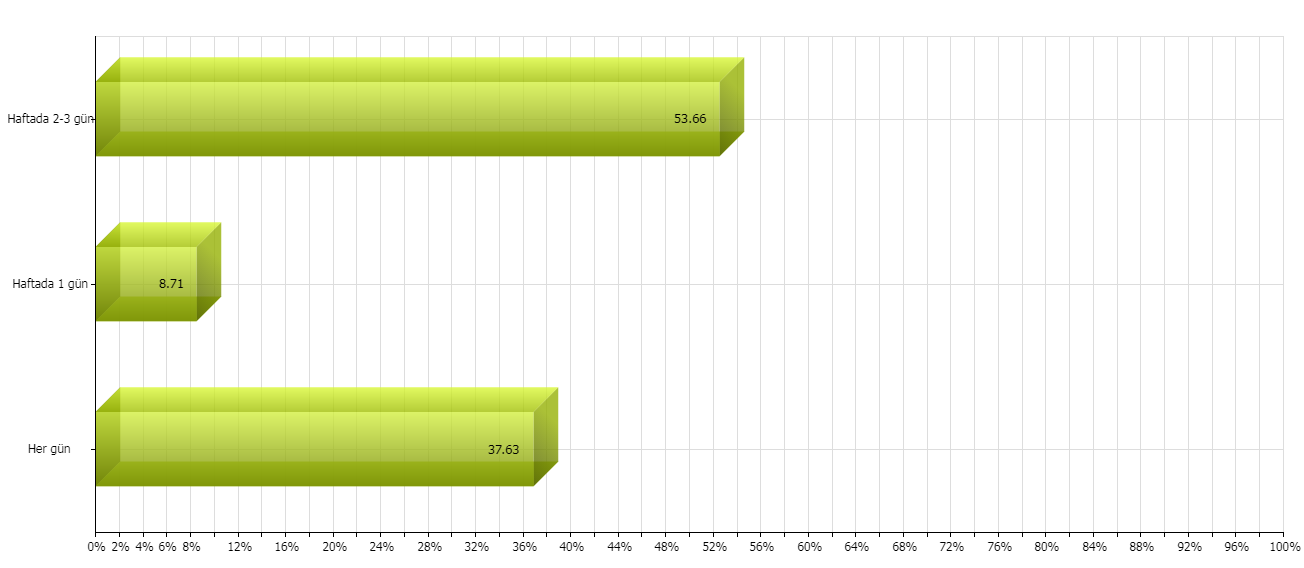 Haftada 2-3 gün 53.66
Haftada 1 gün 8.71
Her gün 37.63
0% 2% 4% 6% 8% 12% 16% 20% 24% 28% 32% 36% 40% 44% 48% 52% 56% 60% 64% 68% 72% 76% 80% 84% 88% 92% 96% 100%